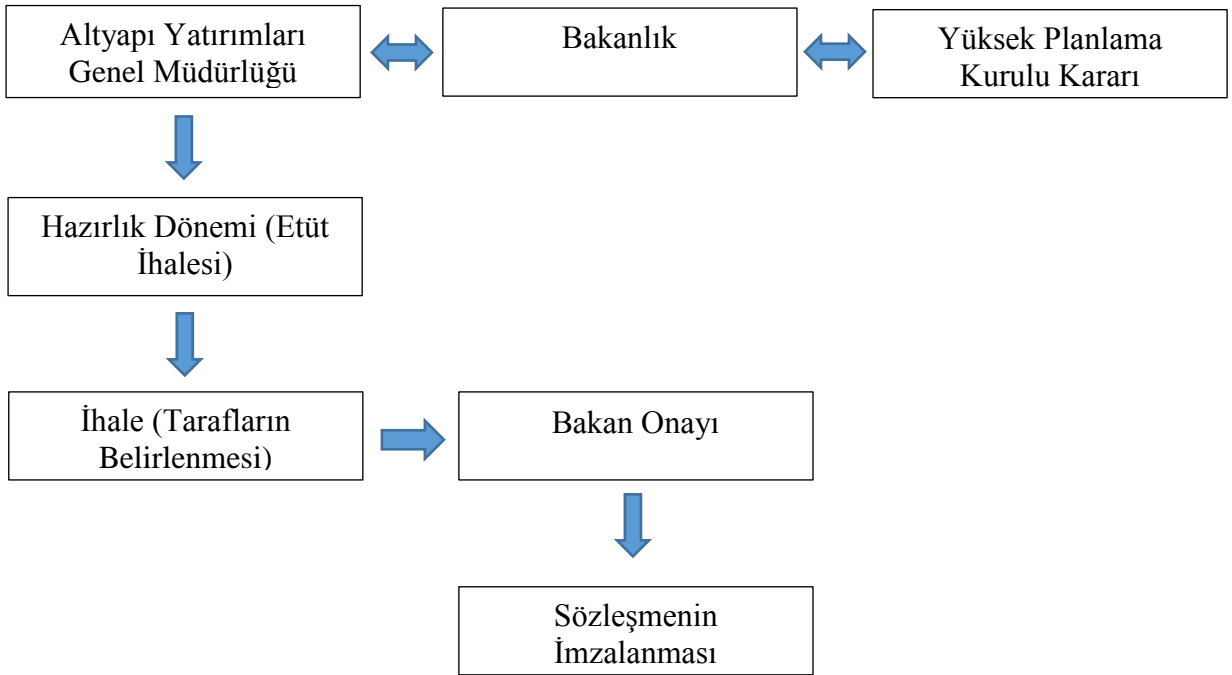 Altyapı Yatırımları
Genel Müdürlüğü
Bakanlık
Yüksek Planlama
Kurulu Kararı
Hazırlık Dönemi (Etüt
İhalesi)
İhale (Tarafların
Belirlenmesi)
Bakan Onayı
Sözleşmenin
İmzalanması